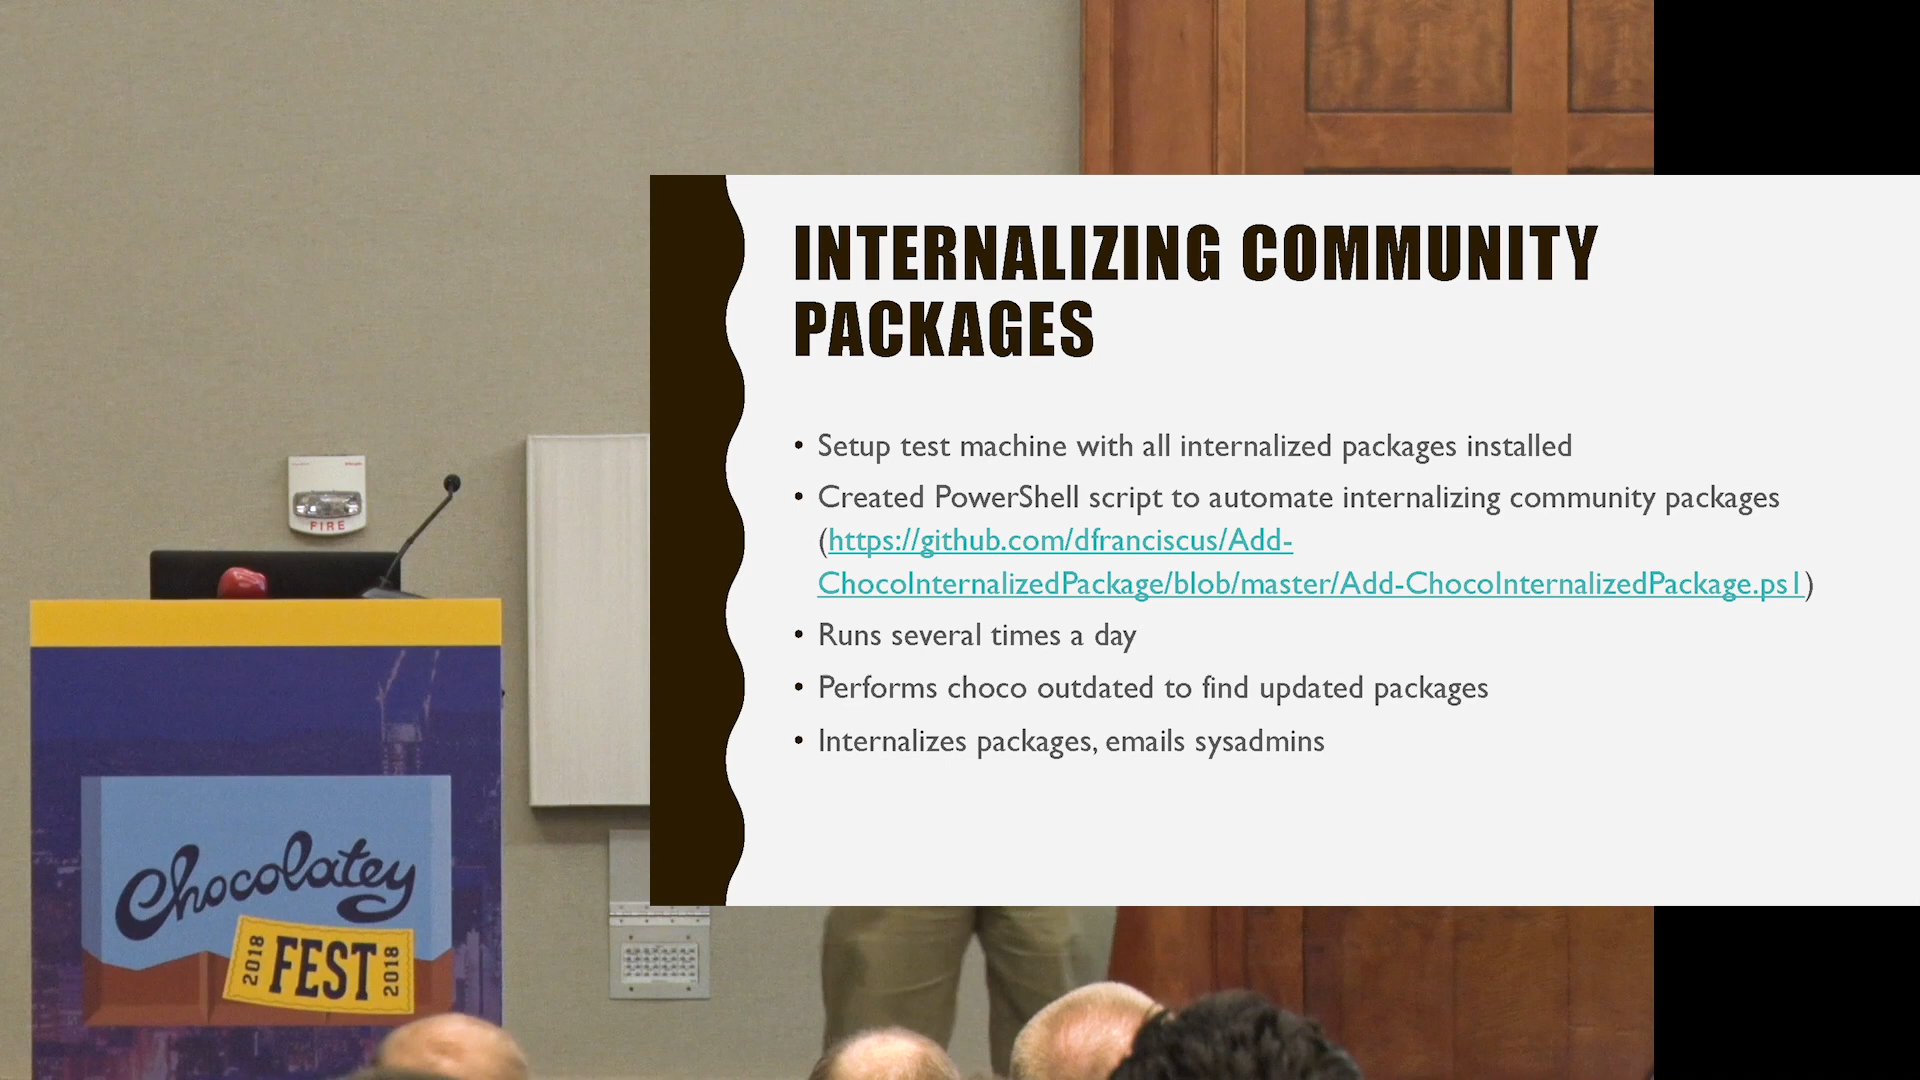 INTERNALIZING COMMUNITY
PACKAGES
• Setup test machine with all internalized packages installed
• Created PowerShell script to automate internalizing community packages
(https://github.com/dfranciscus/Add-
ChocoInternalizedPackage/blob/master/Add-ChocoInternalizedPackage.ps1)
• Runs several times a day
• Performs choco outdated to find updated packages
• Internalizes packages, emails sysadmins
FIRE
Chocolatey
2018 FEST 2018